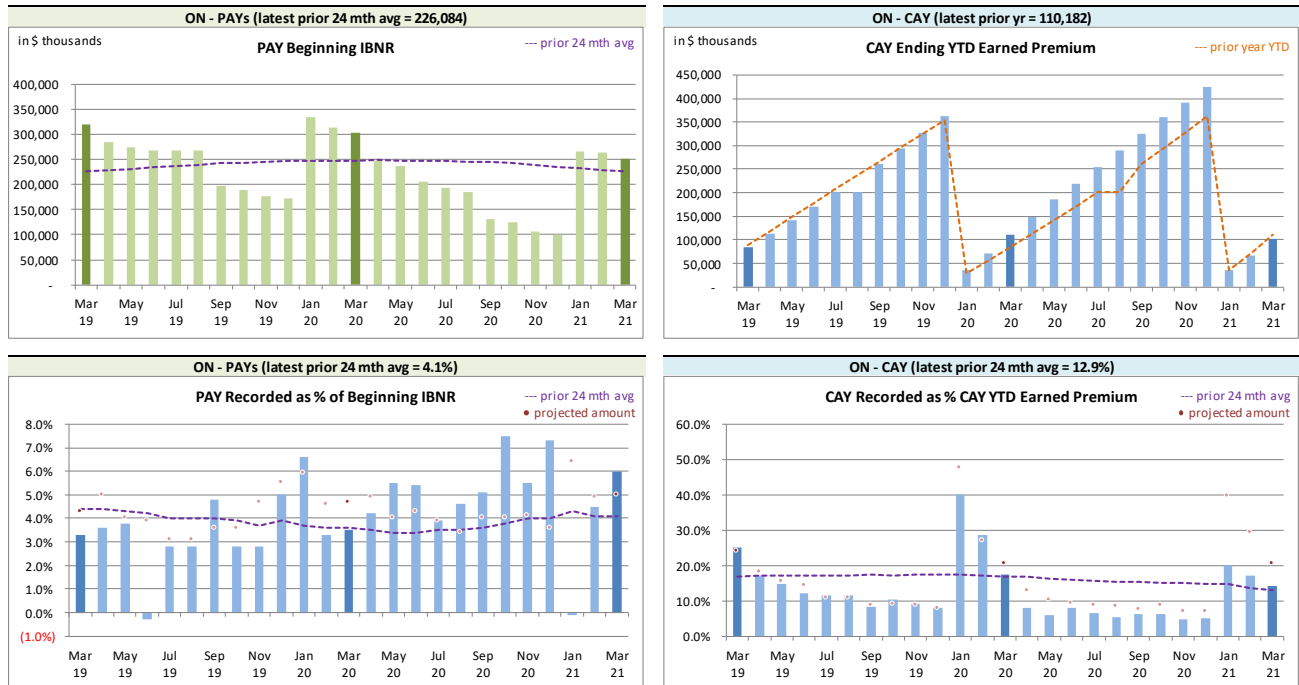 ON - PAYs (latest prior 24 mth avg = 226,084)
in $ thousands
PAY Beginning IBNR
--- prior 24 mth avg
400,000
350,000
300,000
250,000
200,000
150,000
100,000
50,000
-
Mar May Jul Sep Nov Jan Mar May Jul Sep Nov Jan Mar
19 19 19 19 19 20 20 20 20 20 20 21 21
ON - CAY (latest prior yr = 110,182)
in $ thousands
CAY Ending YTD Earned Premium
--- prior year YTD
450,000
400,000
350,000
300,000
250,000
200,000
150,000
100,000
50,000
-
Mar May Jul Sep Nov Jan Mar May Jul Sep Nov Jan Mar
19 19 19 19 19 20 20 20 20 20 20 21 21
ON - PAYs (latest prior 24 mth avg = 4.1%)
PAY Recorded as % of Beginning IBNR
--- prior 24 mth avg
• projected amount
8.0%
7.0%
6.0%
5.0%
4.0%
3.0%
2.0%
1.0%
0.0%
(1.0%)
Mar May Jul Sep Nov Jan Mar May Jul Sep Nov Jan Mar
19 19 19 19 19 20 20 20 20 20 20 21 21
ON - CAY (latest prior 24 mth avg = 12.9%)
CAY Recorded as % CAY YTD Earned Premium
--- prior 24 mth avg
• projected amount
60.0%
50.0%
40.0%
30.0%
20.0%
10.0%
0.0%
Mar May Jul Sep Nov Jan Mar May Jul Sep Nov Jan Mar
19 19 19 19 19 20 20 20 20 20 20 21 21